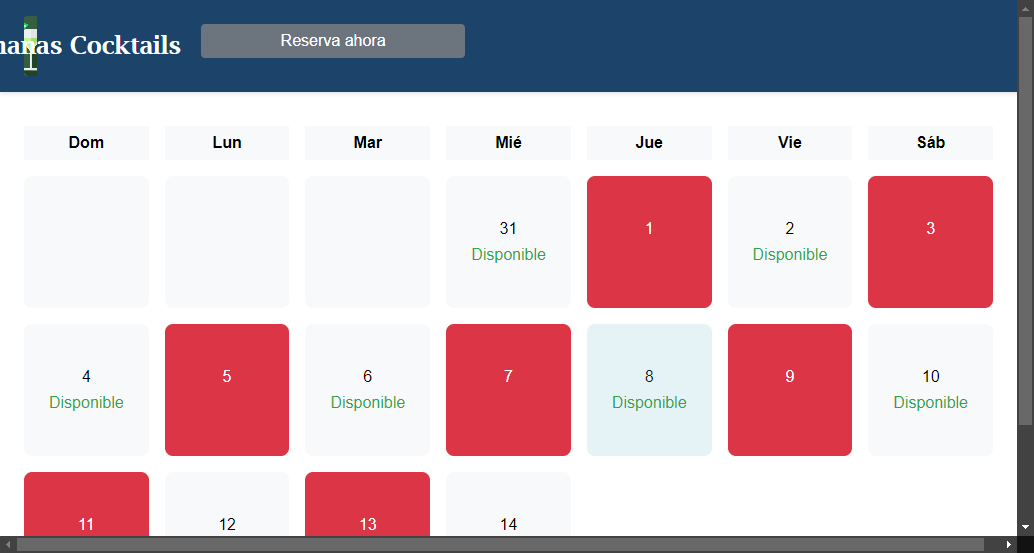 Cocktails
Reserva ahora
Dom Lun Mar Mié Jue Vie Sáb
31 1 2 3
Disponible Disponible
4 5 6 7 8 9 10
Disponible Disponible Disponible Disponible
11 12 13 14